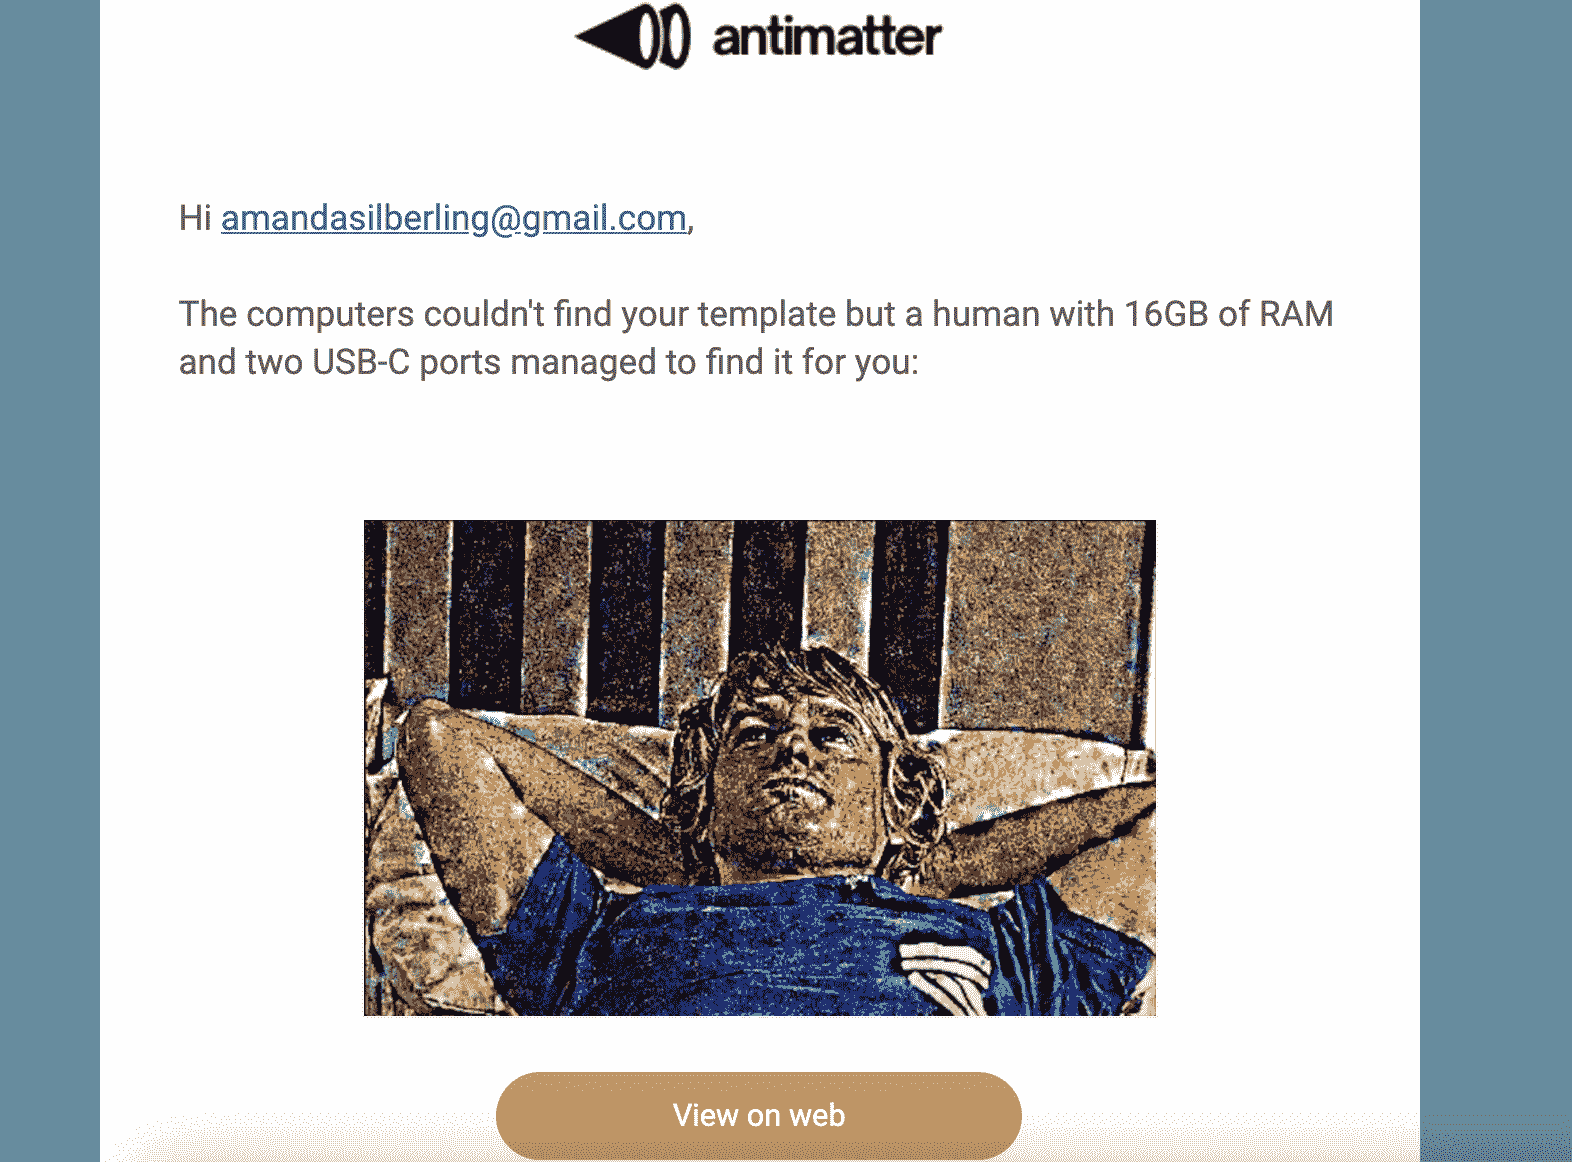 antimatter
Hi amandasilberling@gmail.com,
The computers couldn't find your template but a human with 16GB of RAM
and two USB-C ports managed to find it for you:
View on web